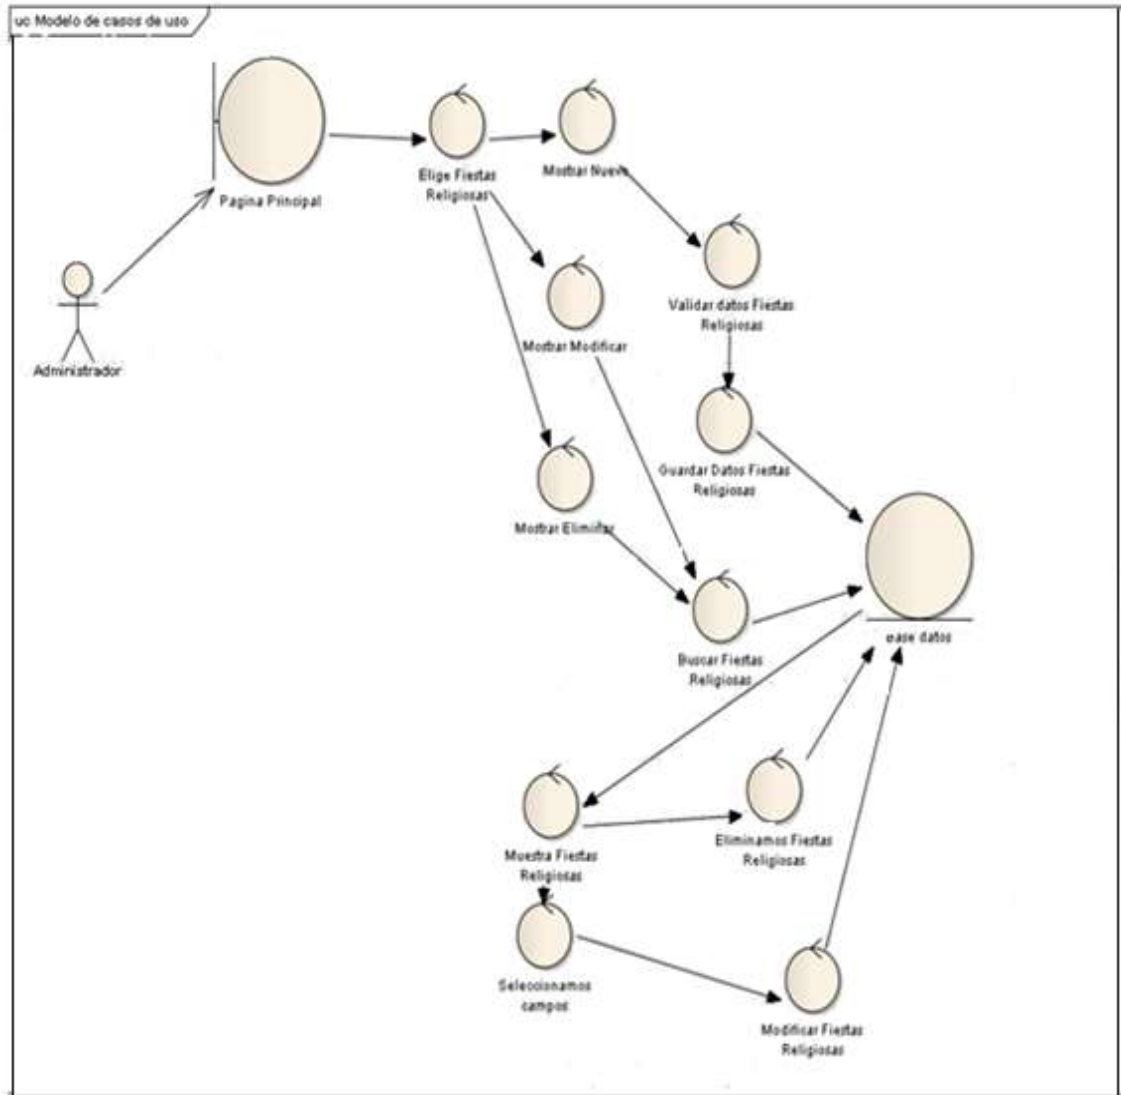 uc Modelo de casos de uso
Pagina Principal
Elige Fiestas
Religiosas
Mostrar Nuevo
Administrador
Validar datos Fiestas
Religiosas
Mostrar Modificar
Guardar Datos Fiestas
Religiosas
Mostrar Eliminar
Buscar Fiestas
Religiosas
base datos
Muestra Fiestas
Religiosas
Eliminamos Fiestas
Religiosas
Seleccionamos
campos
Modificar Fiestas
Religiosas